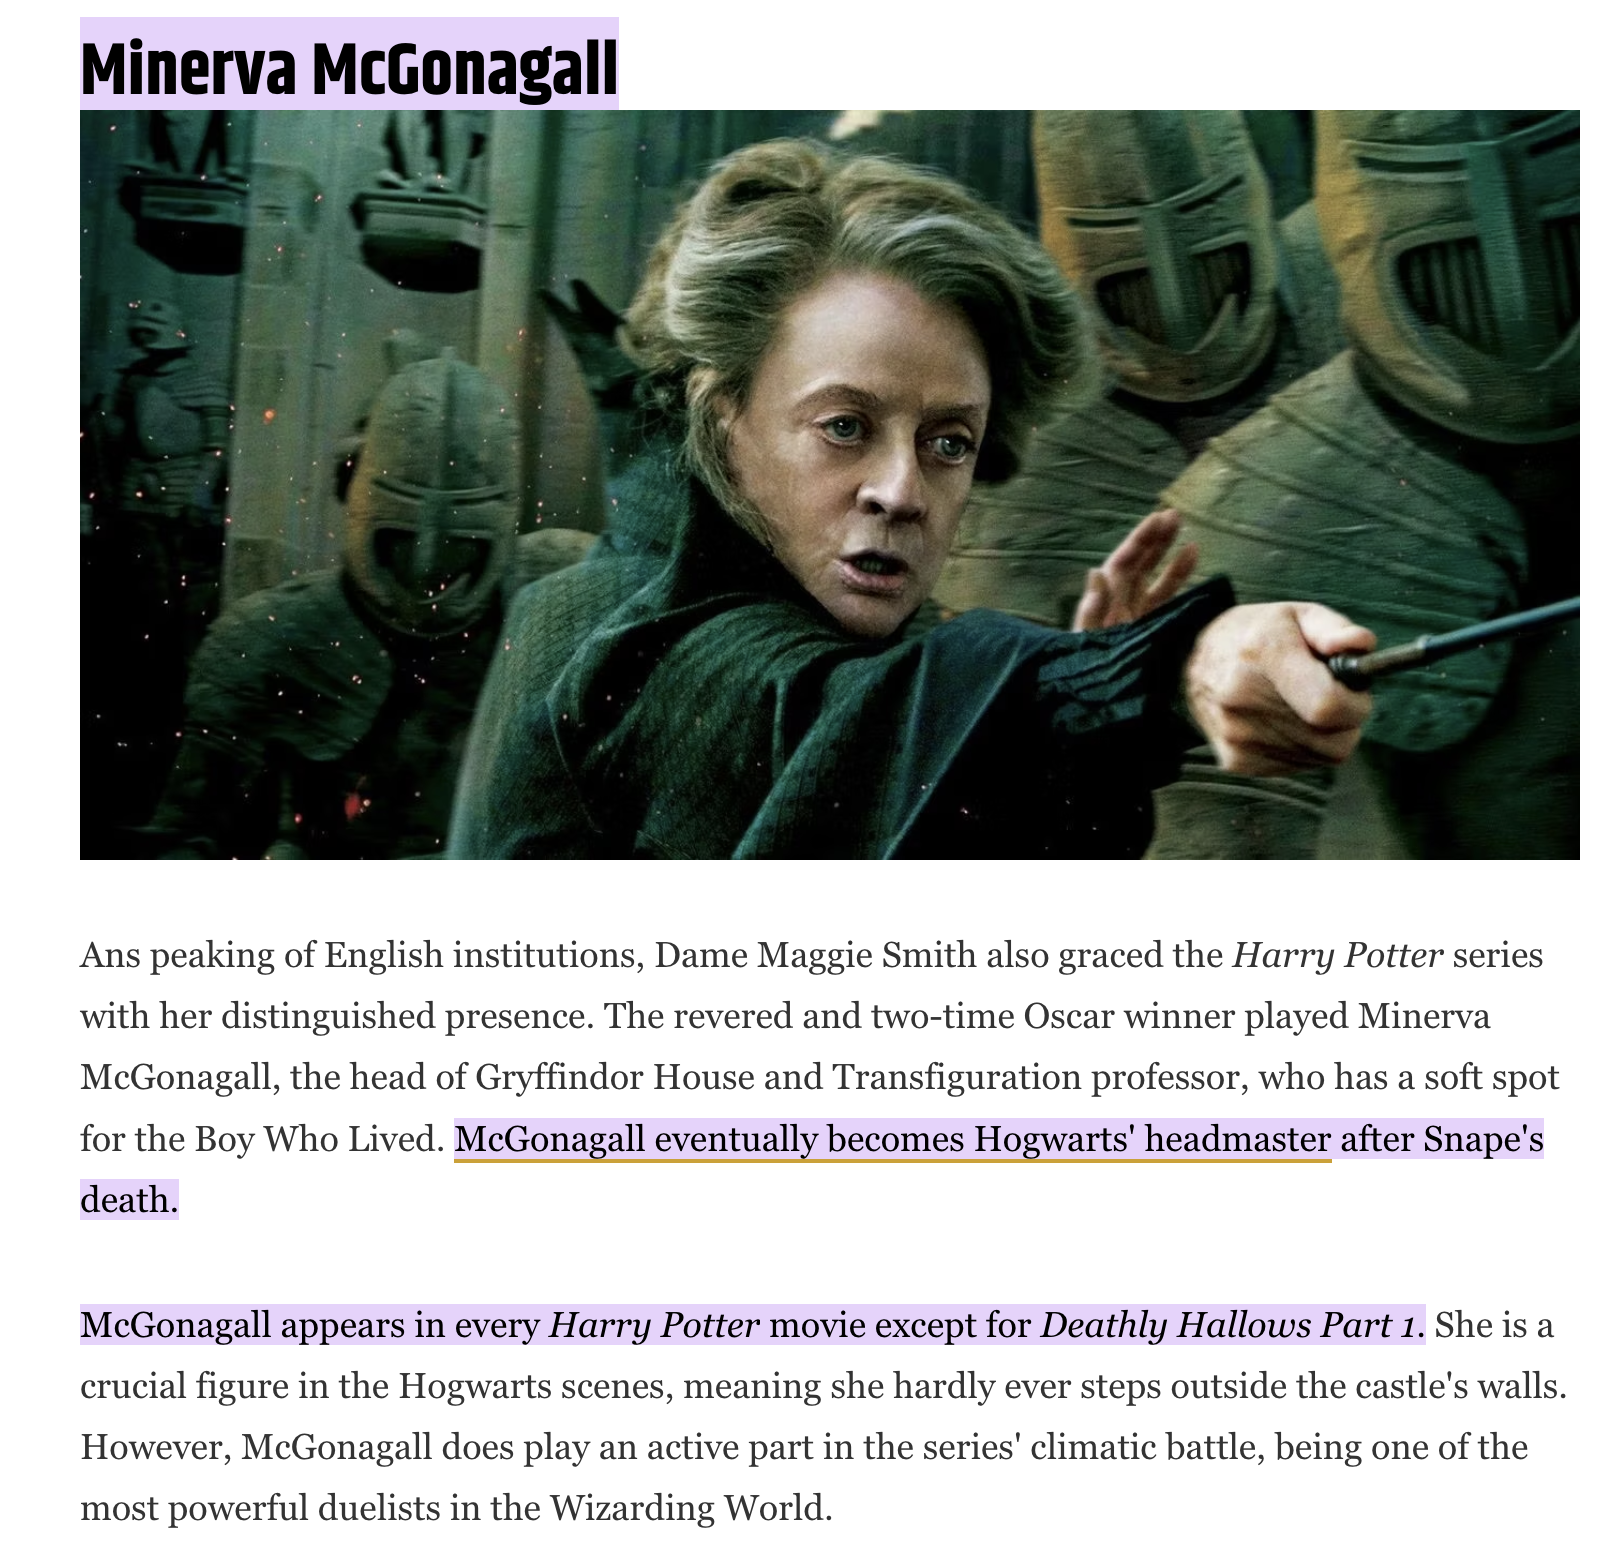 Minerva McGonagall
Ans peaking of English institutions, Dame Maggie Smith also graced the Harry Potter series
with her distinguished presence. The revered and two-time Oscar winner played Minerva
McGonagall, the head of Gryffindor House and Transfiguration professor, who has a soft spot
for the Boy Who Lived. McGonagall eventually becomes Hogwarts' headmaster after Snape's
death.
McGonagall appears in every Harry Potter movie except for Deathly Hallows Part 1. She is a
crucial figure in the Hogwarts scenes, meaning she hardly ever steps outside the castle's walls.
However, McGonagall does play an active part in the series' climatic battle, being one of the
most powerful duelists in the Wizarding World.